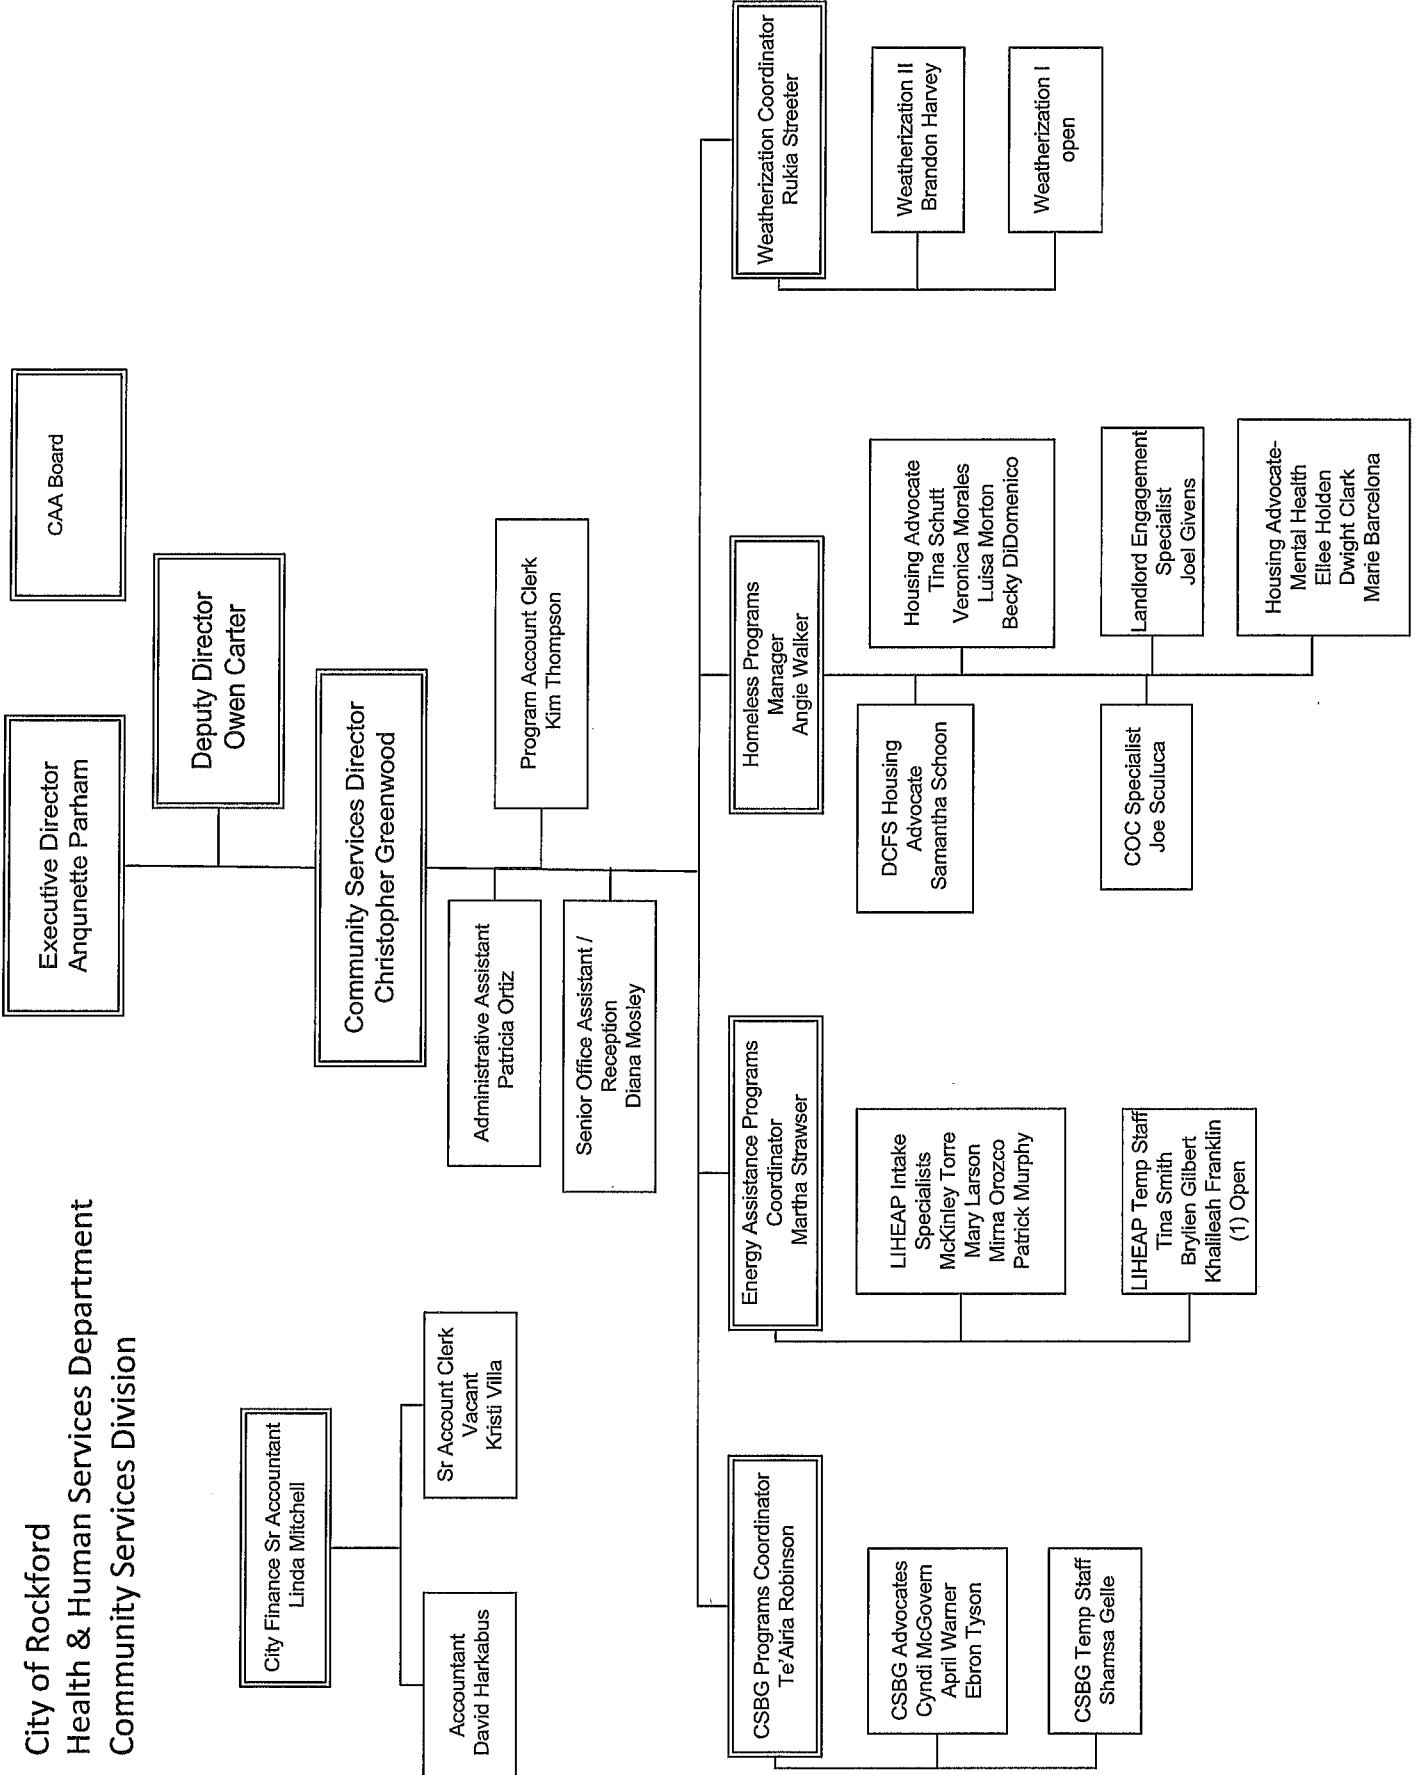 City of Rockford
Health & Human Services Department
Community Services Division
Executive Director
Anqunette Parham
CAA Board
Deputy Director
Owen Carter
City Finance Sr Accountant
Linda Mitchell
Accountant
David Harkabus
Sr Account Clerk
Vacant
Kristi Villa
Community Services Director
Christopher Greenwood
Administrative Assistant
Patricia Ortiz
Program Account Clerk
Kim Thompson
Senior Office Assistant /
Reception
Diana Mosley
CSBG Programs Coordinator
Te'Airia Robinson
CSBG Advocates
Cyndi McGovern
April Warner
Ebron Tyson
CSBG Temp Staff
Shamsa Gelle
Energy Assistance Programs
Coordinator
Martha Strawser
LIHEAP Intake
Specialists
McKinley Torre
Mary Larson
Mirna Orozco
Patrick Murphy
LIHEAP Temp Staff
Tina Smith
Brylien Gilbert
Khalileah Franklin
(1) Open
Homeless Programs
Manager
Angie Walker
DCFS Housing
Advocate
Samantha Schoon
Housing Advocate
Tina Schutt
Veronica Morales
Luisa Morton
Becky DiDomenico
COC Specialist
Joe Sculuca
Landlord Engagement
Specialist
Joel Givens
Housing Advocate-
Mental Health
Ellee Holden
Dwight Clark
Marie Barcelona
Weatherization Coordinator
Rukia Streeter
Weatherization II
Brandon Harvey
Weatherization I
open